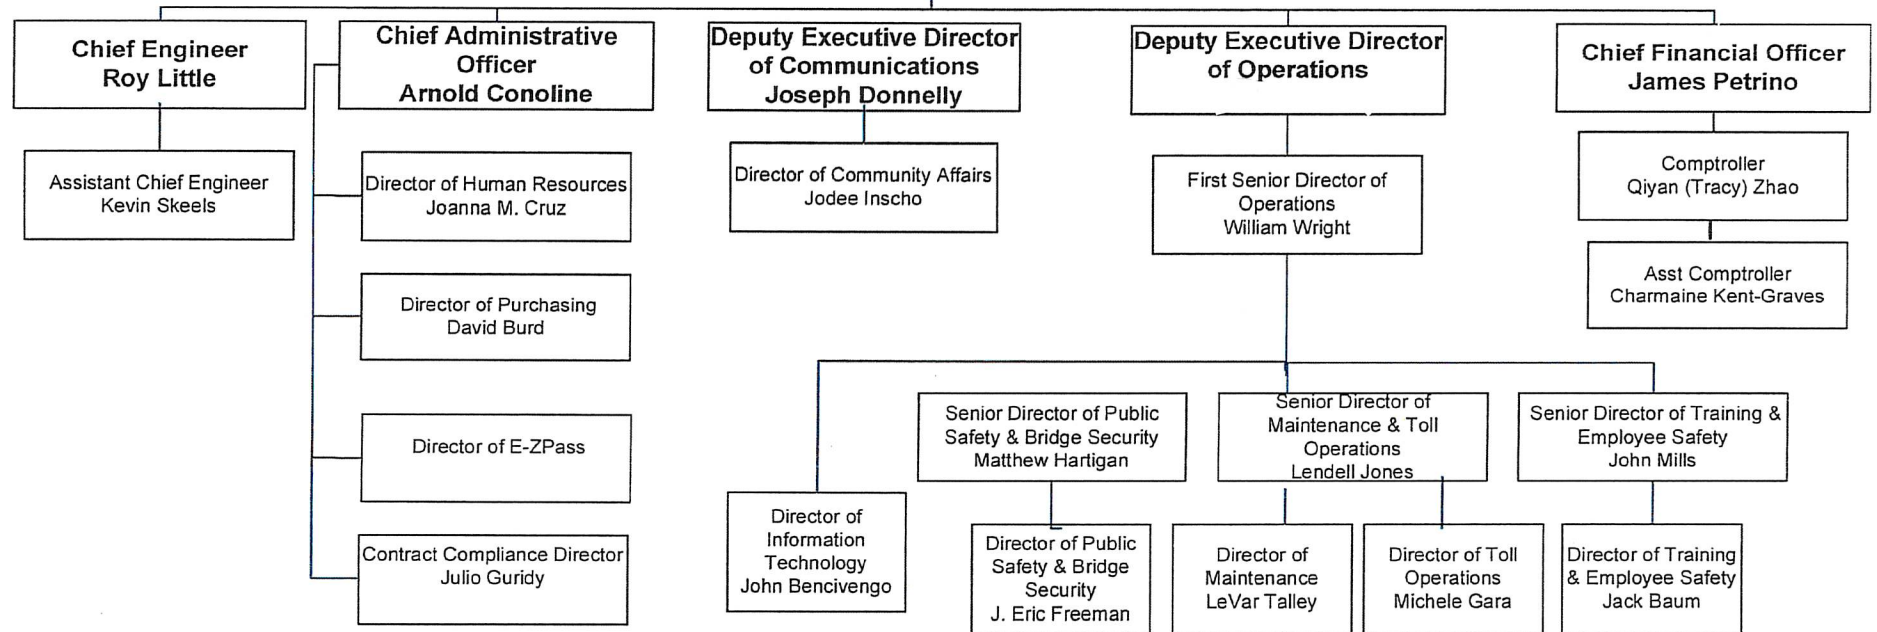 Chief Engineer
Roy Little
Chief Administrative
Officer
Arnold Conoline
Deputy Executive Director
of Communications
Joseph Donnelly
Deputy Executive Director
of Operations
Chief Financial Officer
James Petrino
Assistant Chief Engineer
Kevin Skeels
Director of Human Resources
Joanna M. Cruz
Director of Purchasing
David Burd
Director of E-ZPass
Contract Compliance Director
Julio Guridy
Director of Community Affairs
Jodee Inscho
First Senior Director of
Operations
William Wright
Comptroller
Qiyan (Tracy) Zhao
Asst Comptroller
Charmaine Kent-Graves
Director of
Information
Technology
John Bencivengo
Senior Director of Public
Safety & Bridge Security
Matthew Hartigan
Director of Public
Safety & Bridge
Security
J. Eric Freeman
Senior Director of
Maintenance & Toll
Operations
Lendell Jones
Director of
Maintenance
LeVar Talley
Director of Toll
Operations
Michele Gara
Senior Director of Training &
Employee Safety
John Mills
Director of Training
& Employee Safety
Jack Baum